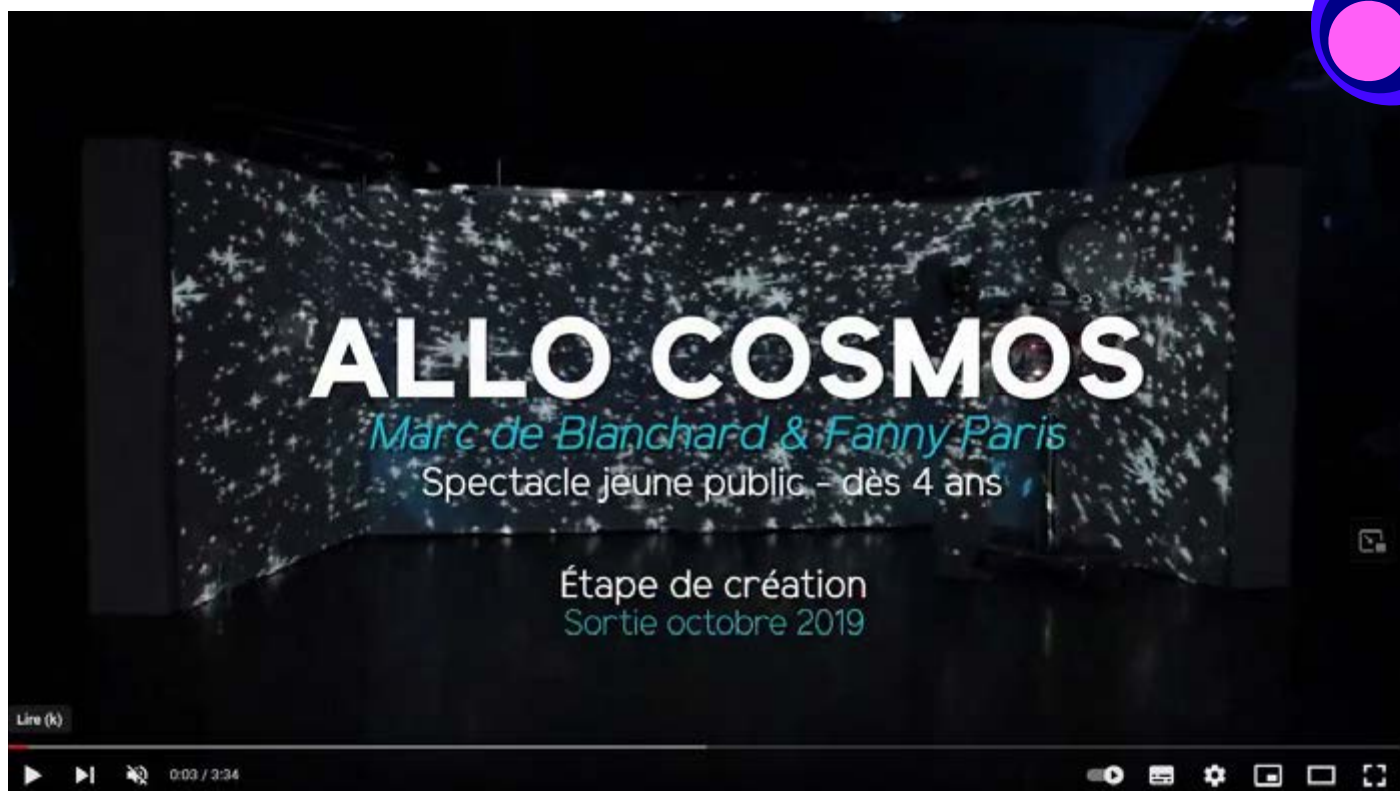 ALLO COSMOS
Marc de Blanchard & Fanny Paris
Spectacle jeune public - dès 4 ans
Étape de création
Sortie octobre 2019
Lire (k)
0:03 / 3:34